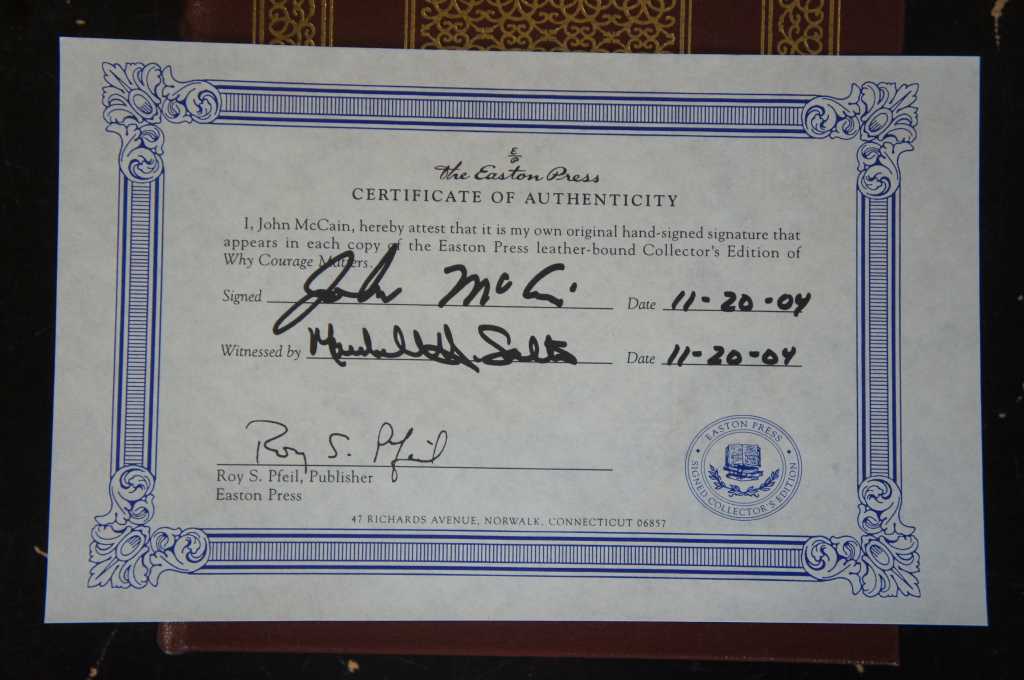 E
P
the Easton Press
CERTIFICATE OF AUTHENTICITY
I, John McCain, hereby attest that it is my own original hand-signed signature that
appears in each copy of the Easton Press leather-bound Collector's Edition of
Why Courage Matters.
Signed John McCain Date 11-20-04
Witnessed by Date 11-20-04
Roy S. Pfeil
Roy S. Pfeil, Publisher
Easton Press
EASTON PRESS
SIGNED COLLECTOR'S EDITION
47 RICHARDS AVENUE, NORWALK, CONNECTICUT 06857